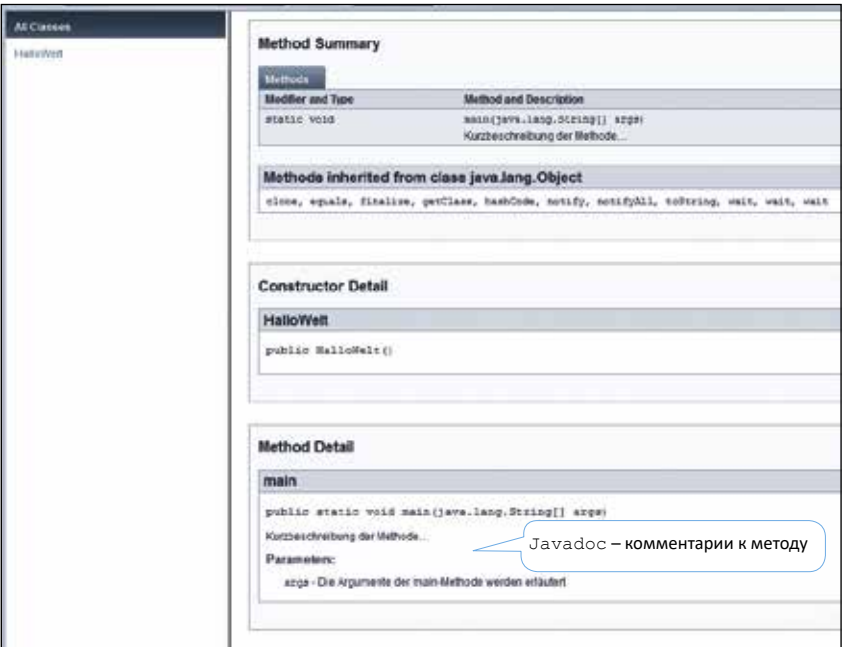 All Classes
HalloWelt
Method Summary
Methods
Modifier and Type Method and Description
static void main(java.lang.String[] args)
Kurzbeschreibung der Methode...
Methods inherited from class java.lang.Object
clone, equals, finalize, getClass, hashCode, notify, notifyAll, toString, wait, wait, wait
Constructor Detail
HalloWelt
public HalloWelt()
Method Detail
main
public static void main(java.lang.String[] args)
Kurzbeschreibung der Methode...
Javadoc – комментарии к методу
Parameters:
args - Die Argumente der main-Methode werden erläutert